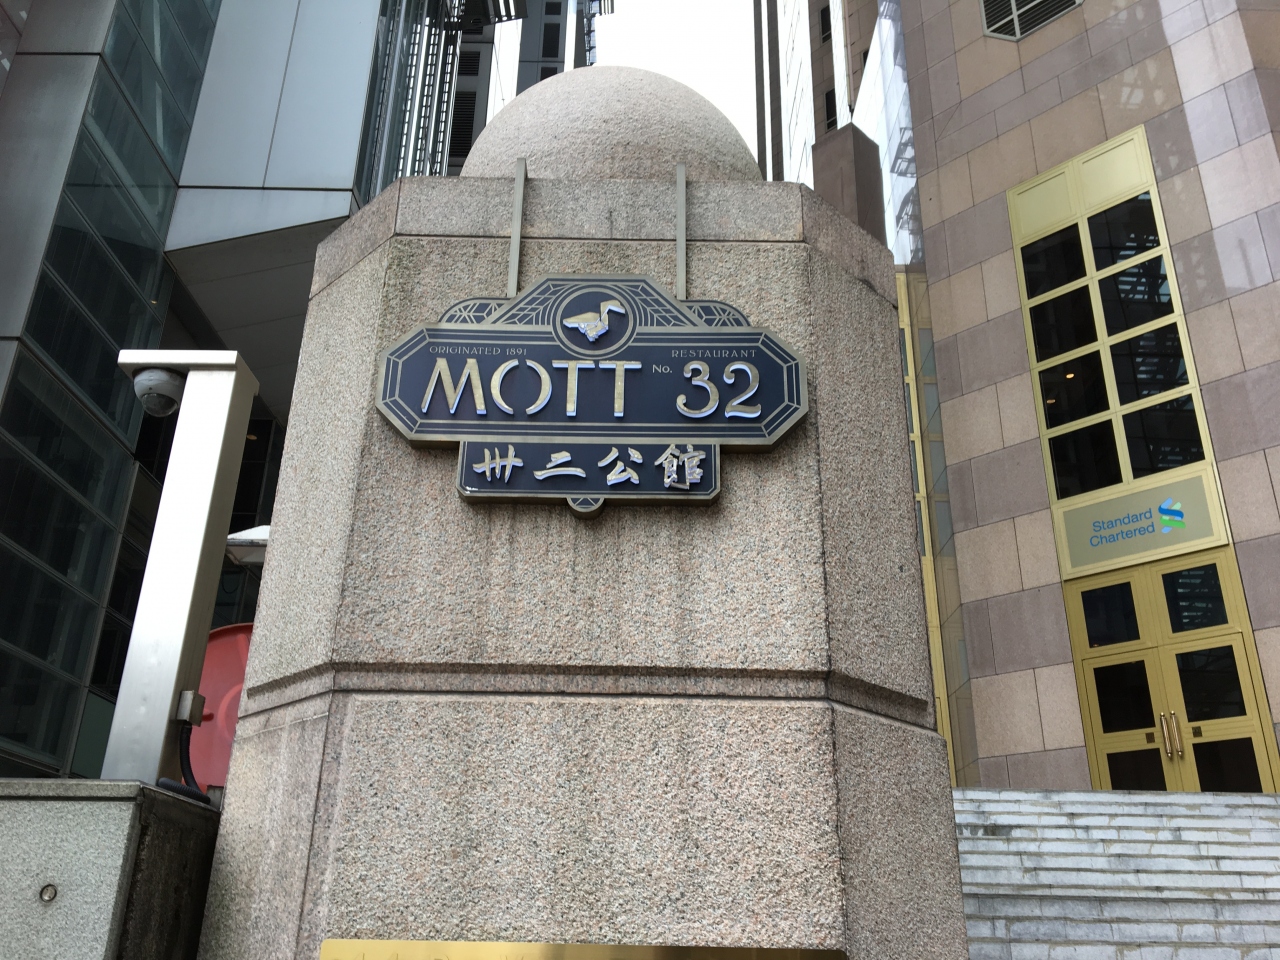 ORIGINATED 1891 RESTAURANT
MOTT No. 32
卅二公館
Standard
Chartered